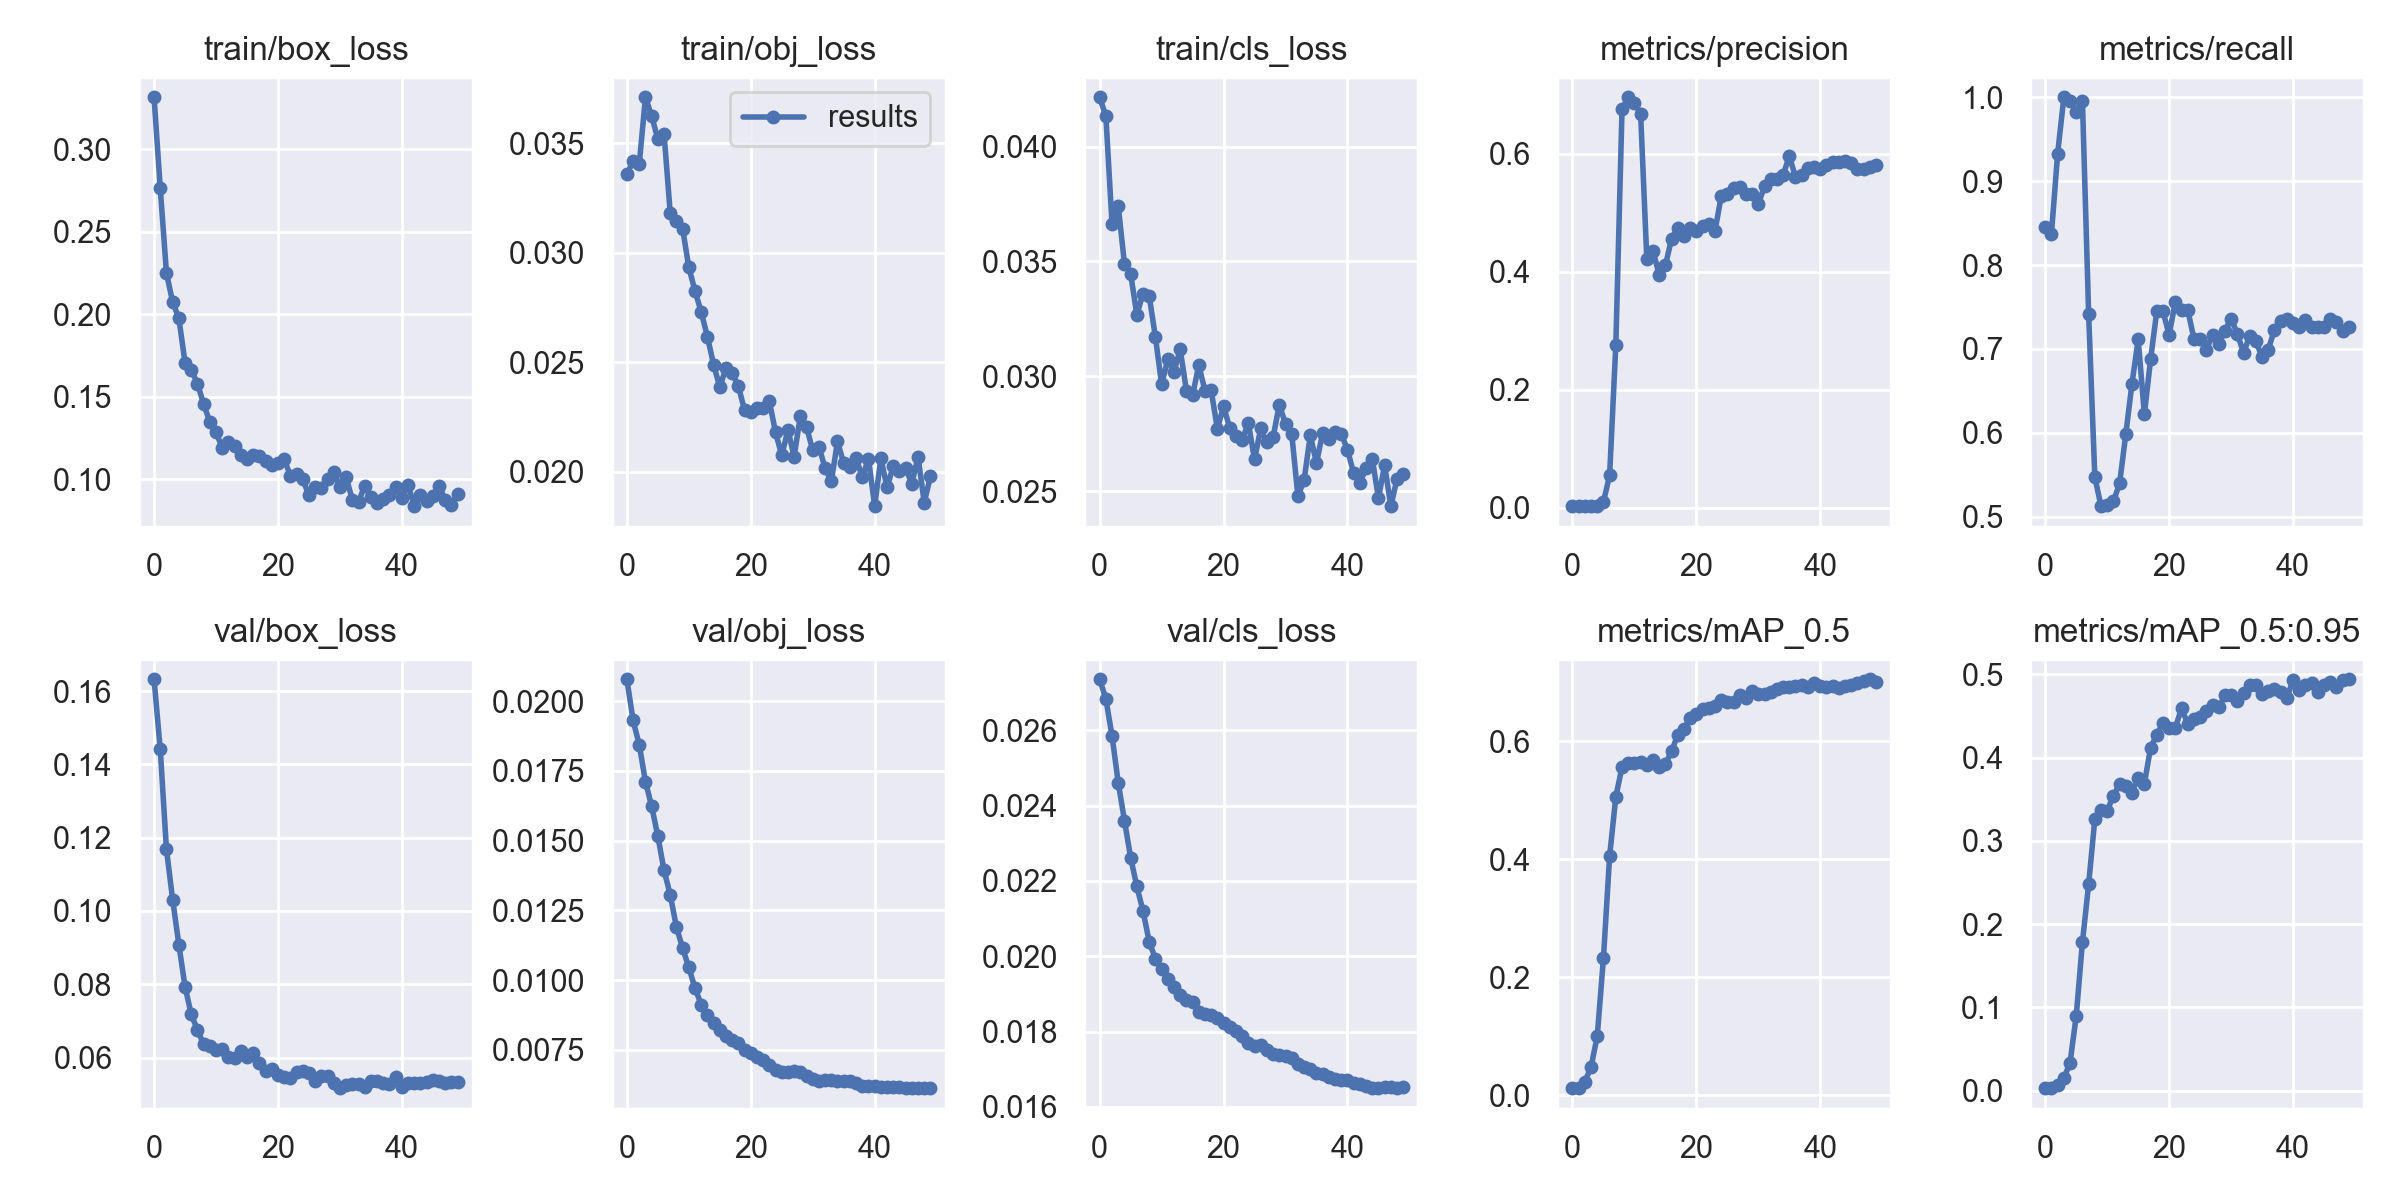 train/box_loss
train/obj_loss
train/cls_loss
metrics/precision
metrics/recall
results
0.30
0.25
0.20
0.15
0.10
0 20 40
0.035
0.030
0.025
0.020
0 20 40
0.040
0.035
0.030
0.025
0 20 40
0.6
0.4
0.2
0.0
0 20 40
1.0
0.9
0.8
0.7
0.6
0.5
0 20 40
val/box_loss
val/obj_loss
val/cls_loss
metrics/mAP_0.5
metrics/mAP_0.5:0.95
0.16
0.14
0.12
0.10
0.08
0.06
0 20 40
0.0200
0.0175
0.0150
0.0125
0.0100
0.0075
0 20 40
0.026
0.024
0.022
0.020
0.018
0.016
0 20 40
0.6
0.4
0.2
0.0
0 20 40
0.5
0.4
0.3
0.2
0.1
0.0
0 20 40